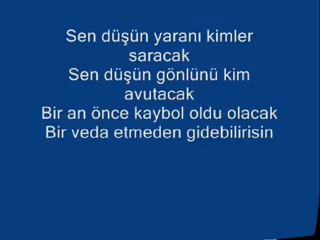 Sen düşün yaranı kimler
saracak
Sen düşün gönlünü kim
avutacak
Bir an önce kaybol oldu olacak
Bir veda etmeden gidebilirisin